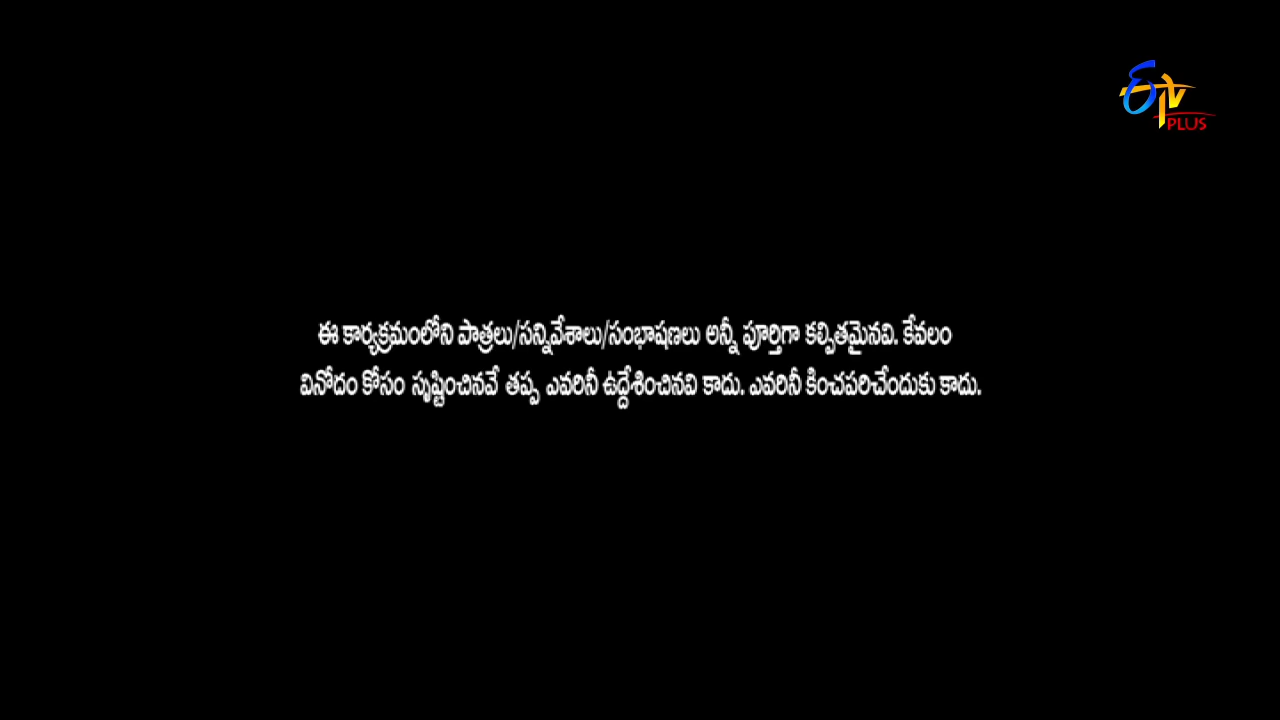 ETV
PLUS
ఈ కార్యక్రమంలోని పాత్రలు/సన్నివేశాలు/సంభాషణలు అన్నీ పూర్తిగా కల్పితమైనవి. కేవలం
వినోదం కోసం సృష్టించినవే తప్ప ఎవరినీ ఉద్దేశించినవి కాదు. ఎవరినీ కించపరిచేందుకు కాదు.